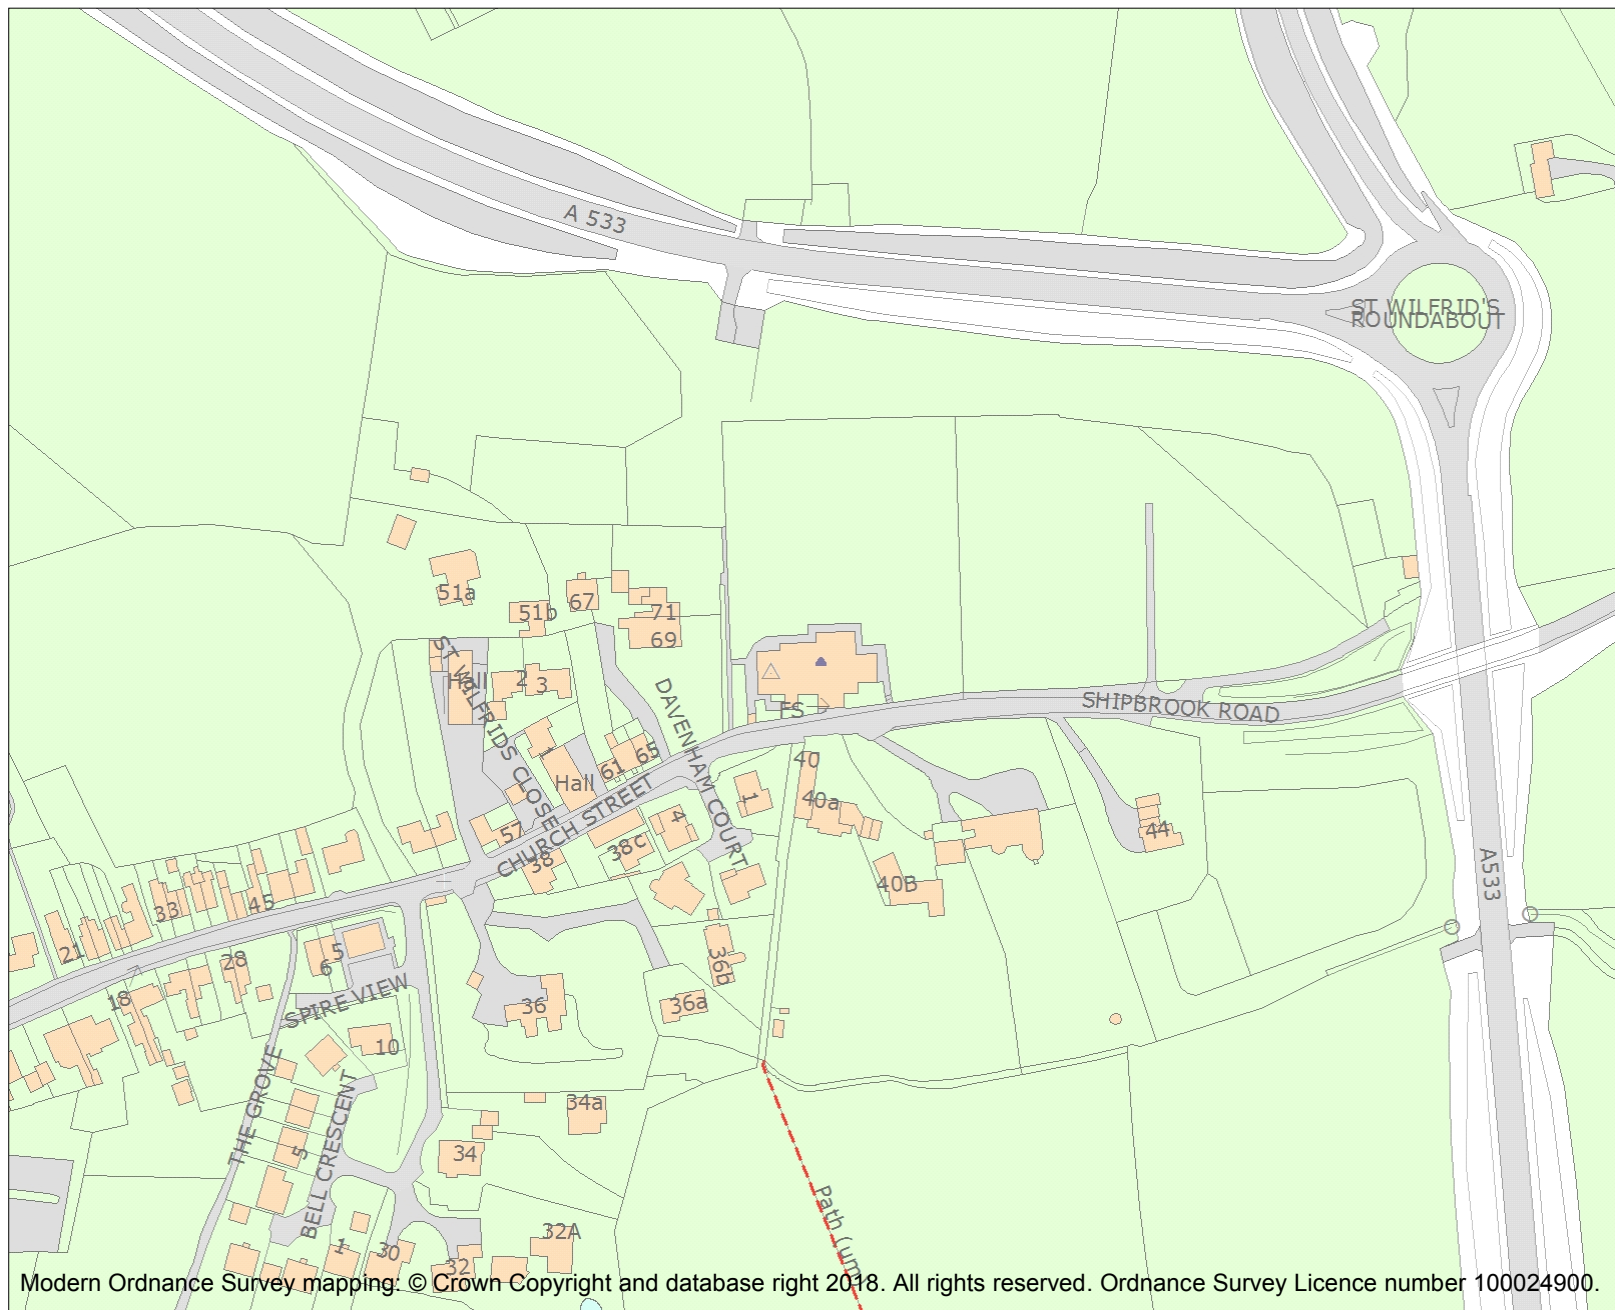 A 533
ST WILFRID'S
ROUNDABOUT
51a
51b
67
71
69
ST WILFRIDS CLOSE
Hall
2
3
DAVENHAM COURT
FS
SHIPBROOK ROAD
1
Hall
61
65
40
1
40a
4
57
CHURCH STREET
38
38c
44
40B
A533
33
45
21
28
5
6
18
SPIRE VIEW
36
36b
36a
10
THE GROVE
BELL CRESCENT
34a
34
5
Path (um)
1
30
32
32A
Modern Ordnance Survey mapping: © Crown Copyright and database right 2018. All rights reserved. Ordnance Survey Licence number 100024900.